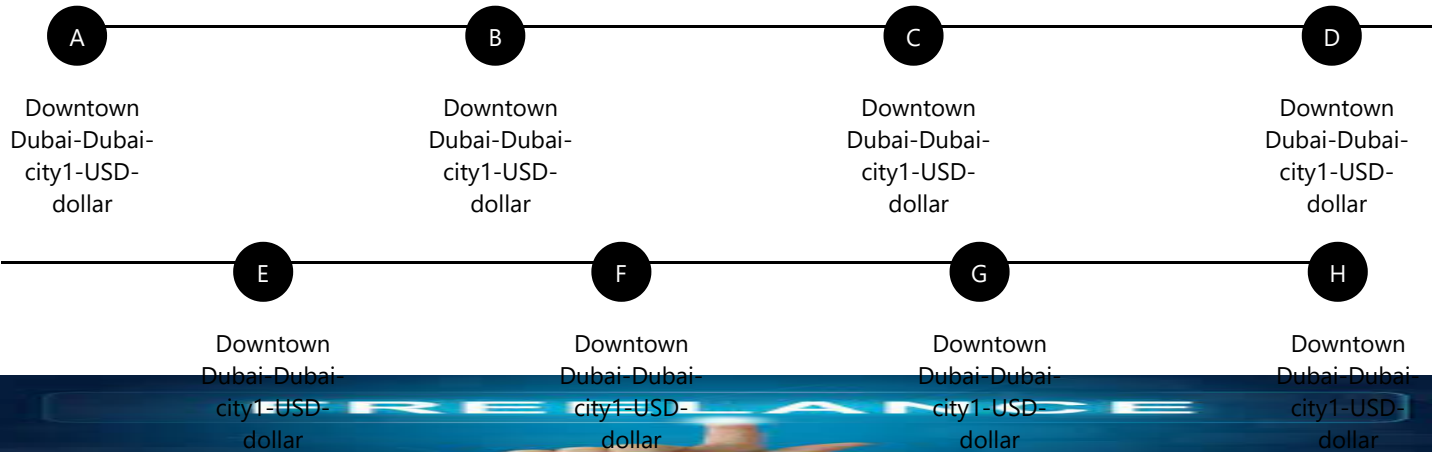 A B C D
Downtown Downtown Downtown Downtown
Dubai-Dubai- Dubai-Dubai- Dubai-Dubai- Dubai-Dubai-
city1-USD- city1-USD- city1-USD- city1-USD-
dollar dollar dollar dollar
E F G H
Downtown Downtown Downtown Downtown
Dubai-Dubai- Dubai-Dubai- Dubai-Dubai- Dubai-Dubai-
city1-USD- city1-USD- city1-USD- city1-USD-
FREELANCE
dollar dollar dollar dollar